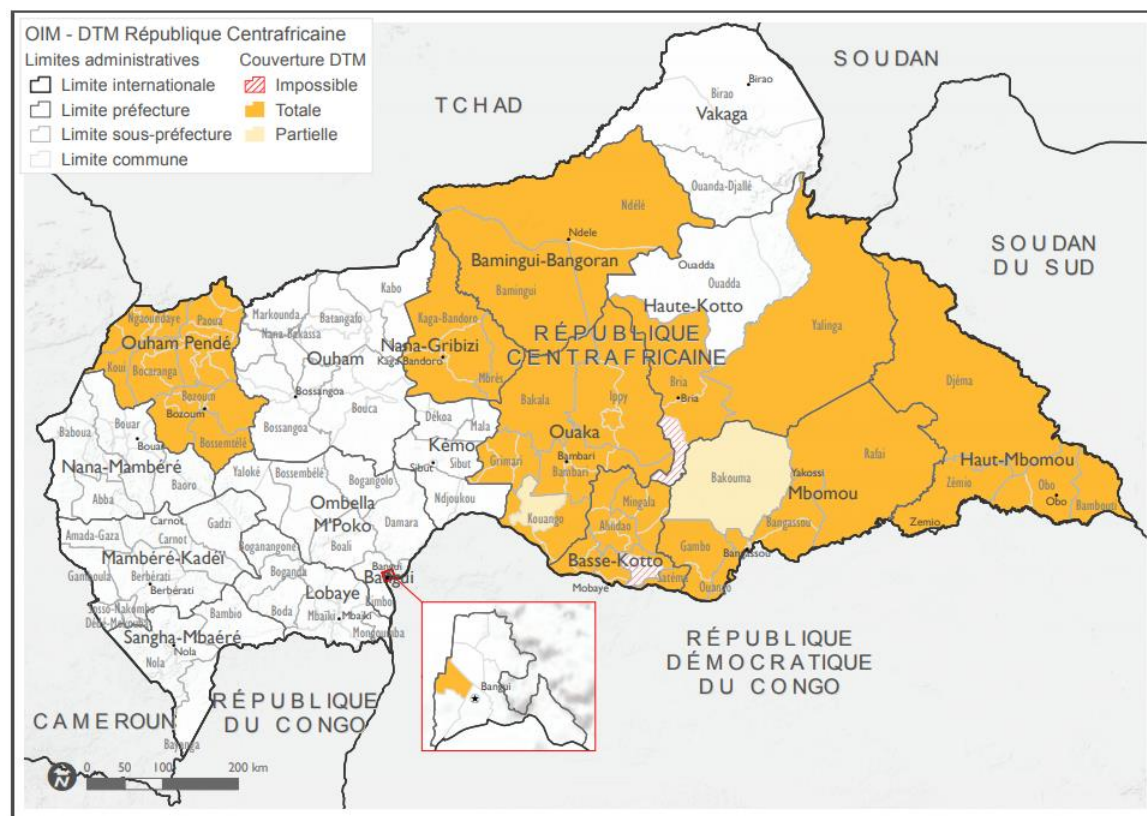 OIM - DTM République Centrafricaine
Limites administratives
Limite internationale
Limite préfecture
Limite sous-préfecture
Limite commune
Couverture DTM
Impossible
Totale
Partielle
SOUDAN
TCHAD
Birao
Birao
Vakaga
Ouanda-Djallé
Ndélé
Ndele
SOUDAN
DU SUD
Bamingui-Bangoran
Ouadda
Ouadda
Kabo
Bamingui
Haute-Kotto
Markounda
Batangafo
Ngaoundaye
Paoua
Nana-Bakassa
Kaga-Bandoro
RÉPUBLIQUE
CENTRAFRICAINE
Yalinga
Ouham Pendé
Ouham
Nana-Gribizi
Kaga-Bandoro
Koui
Bocaranga
Mbrès
Bria
Djéma
Bria
Bozoum
Bozoum
Bossangoa
Bakala
Ippy
Bouca
Dékoa
Mala
Bossangoa
Bouar
Baboua
Bouar
Bossemtélé
Ouaka
Kémo
Bambari
Rafai
Haut-Mbomou
Nana-Mambéré
Yaloké
Bossembélé
Sibut
Sibut
Grimari
Bambari
Bakouma
Yakossi
Zémio
Obo
Obo
Bambouti
Abba
Baoro
Bogangolo
Ndjoukou
Mbomou
Ombella
M'Poko
Kouango
Miogala
Carnot
Gadzi
Damara
Alindao
Bangassou
Zemio
Amada-Gaza
Carnot
Boganangone
Boali
Gambo
Bangassou
Mambéré-Kadéï
Bangui
Bangui
Basse-Kotto
Gamboula
Berbérati
Berbérati
Boganda
Satéma
Ouango
Lobaye
Bimbo
Mobaye
Sosso-Nakombo
Bambio
Boda
Mbaïki
Mbaiki
Dédé-Mokouba
Mongoumba
Sangha-Mbaéré
Nola
Nola
RÉPUBLIQUE
DÉMOCRATIQUE
DU CONGO
RÉPUBLIQUE
DU CONGO
Bangui
CAMEROUN
Bayanga
N
0 50 100 200 km